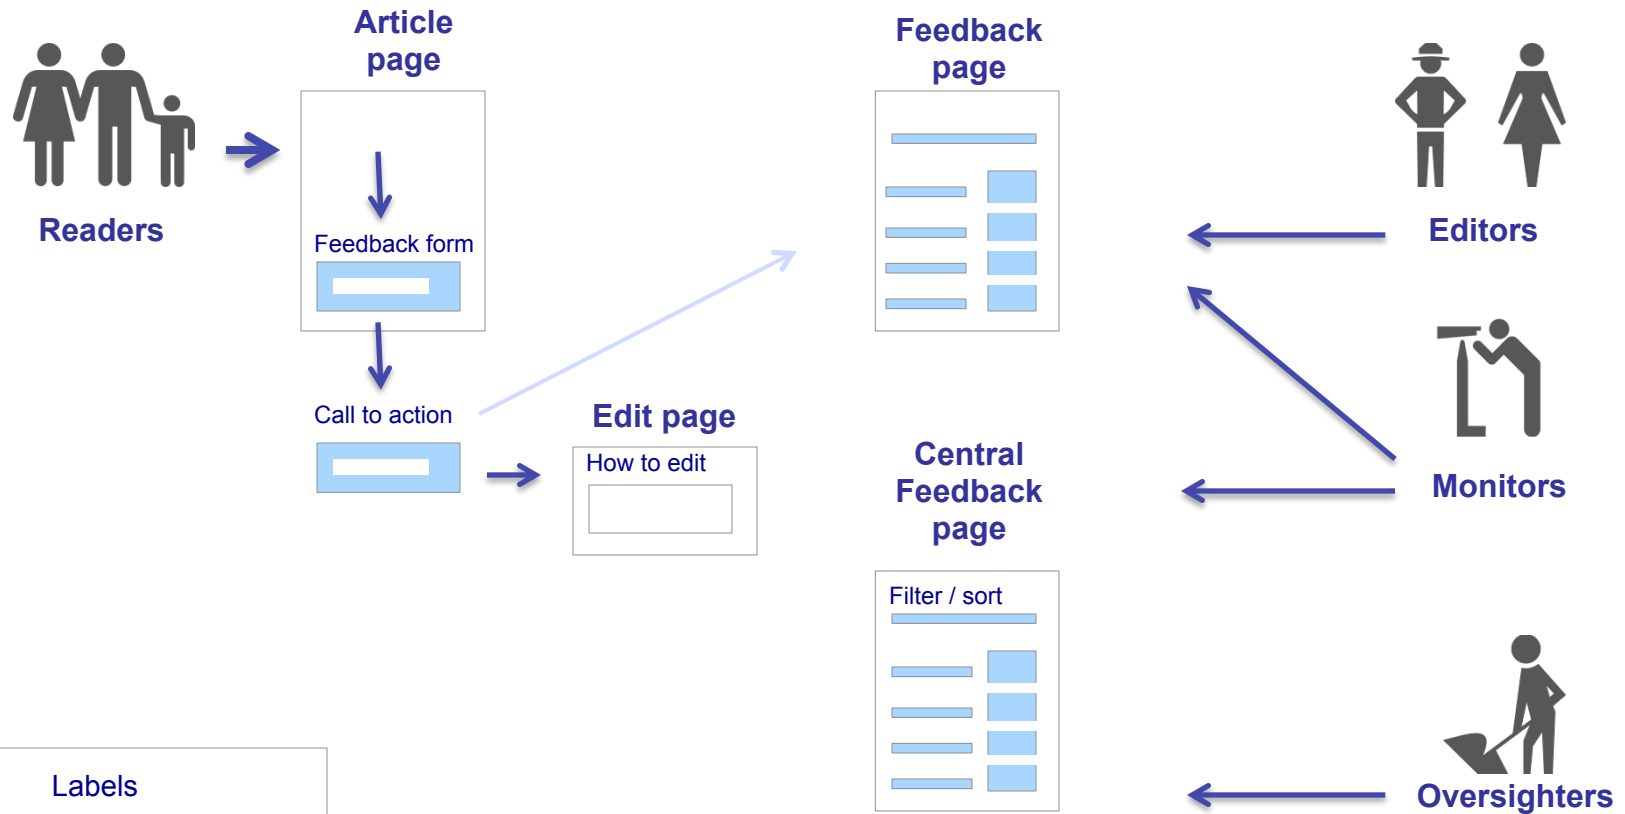 Article
page
Readers
Feedback form
Call to action
Edit page
How to edit
Feedback
page
Central
Feedback
page
Filter / sort
Editors
Monitors
Oversighters
Labels